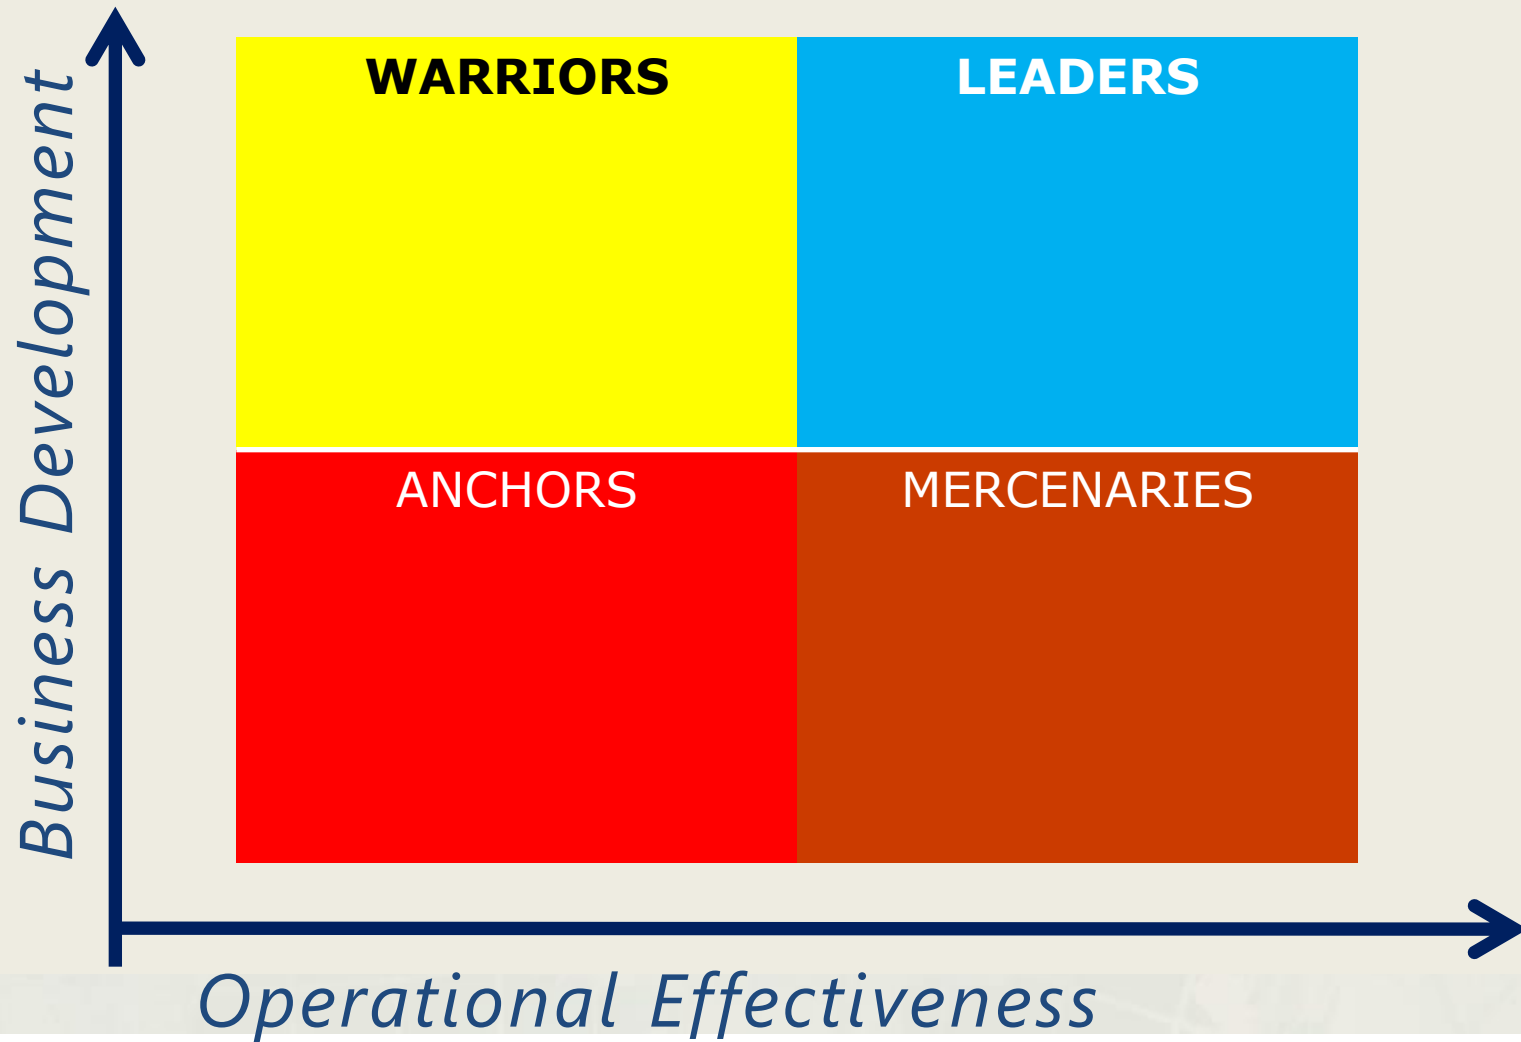 Business Development
WARRIORS
LEADERS
ANCHORS
MERCENARIES
Operational Effectiveness